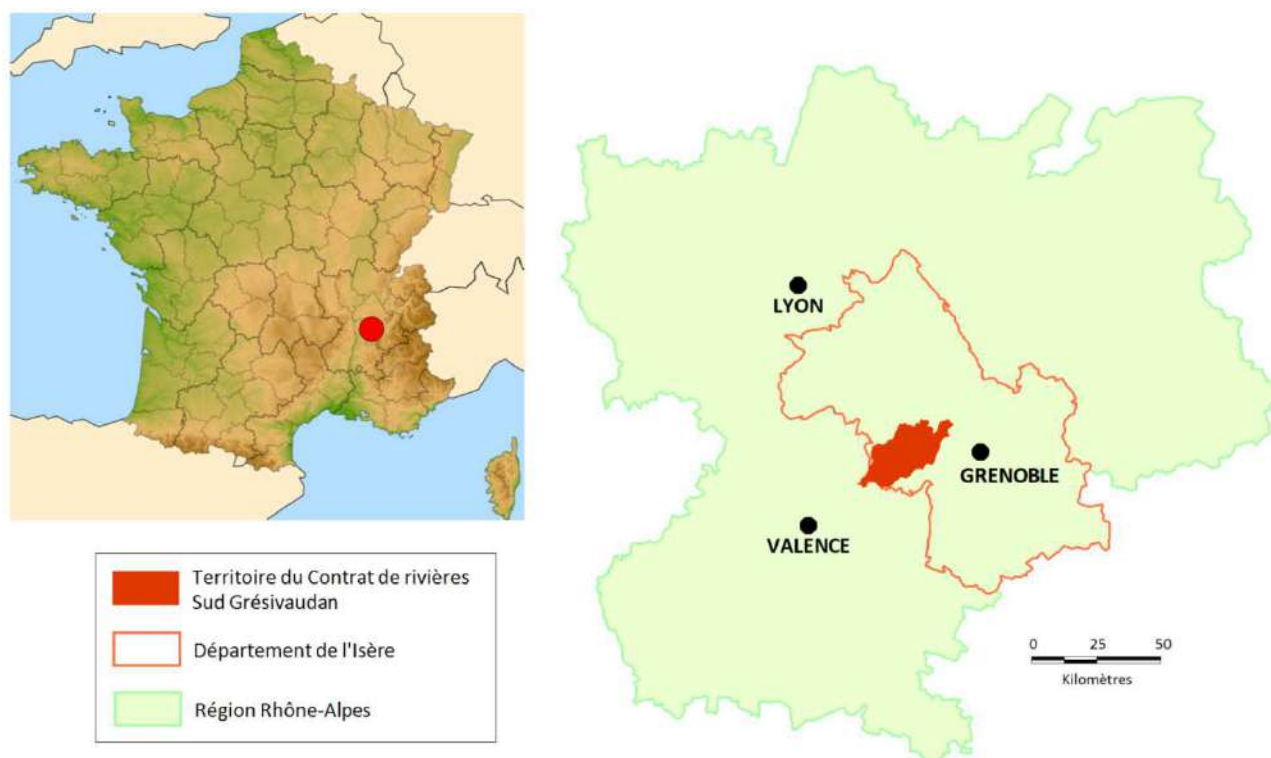 LYON
GRENOBLE
VALENCE
Territoire du Contrat de rivières
Sud Grésivaudan
Département de l'Isère
Région Rhône-Alpes
0 25 50
Kilomètres